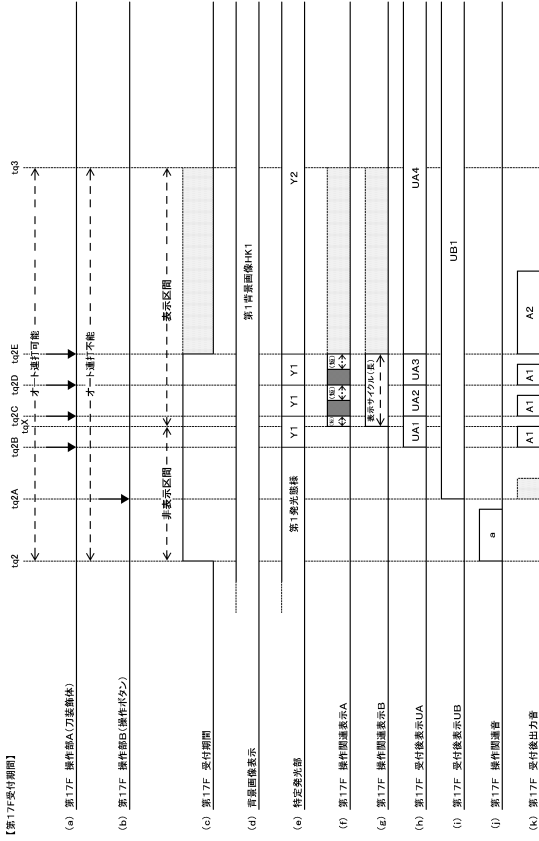 【第17F受付期間】
tq2 tq2A tq2B tqX tq2C tq2D tq2E tq3
オート連打可能
(a) 第17F 操作部A(刀装飾体)
オート連打不能
(b) 第17F 操作部B(操作ボタン)
非表示区間 表示区間
(c) 第17F 受付期間
(d) 背景画像表示 第1背景画像HK1
(e) 特定発光部 第1発光態様 Y1 Y1 Y1 Y2
(f) 第17F 操作関連表示A (短) (短) (短)
(g) 第17F 操作関連表示B 表示サイクル(長)
(h) 第17F 受付後表示UA UA1 UA2 UA3 UA4
(i) 第17F 受付後表示UB UB1
(j) 第17F 操作関連音 a
(k) 第17F 受付後出力音 A1 A1 A1 A2